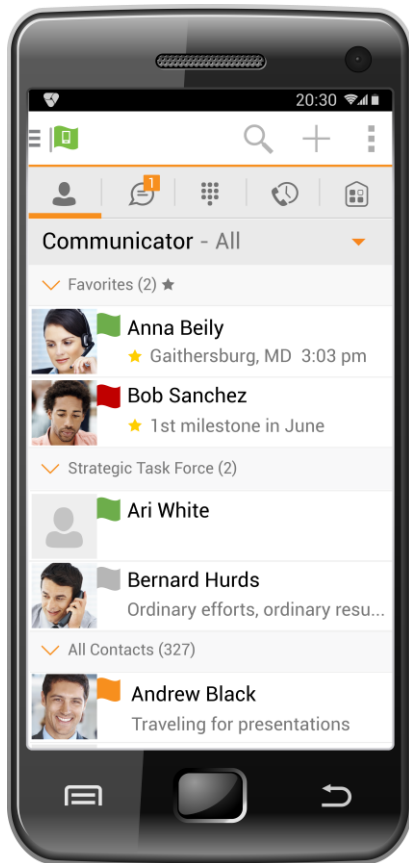 20:30
1
Communicator - All
Favorites (2)
Anna Beily
Gaithersburg, MD 3:03 pm
Bob Sanchez
1st milestone in June
Strategic Task Force (2)
Ari White
Bernard Hurds
Ordinary efforts, ordinary resu...
All Contacts (327)
Andrew Black
Traveling for presentations